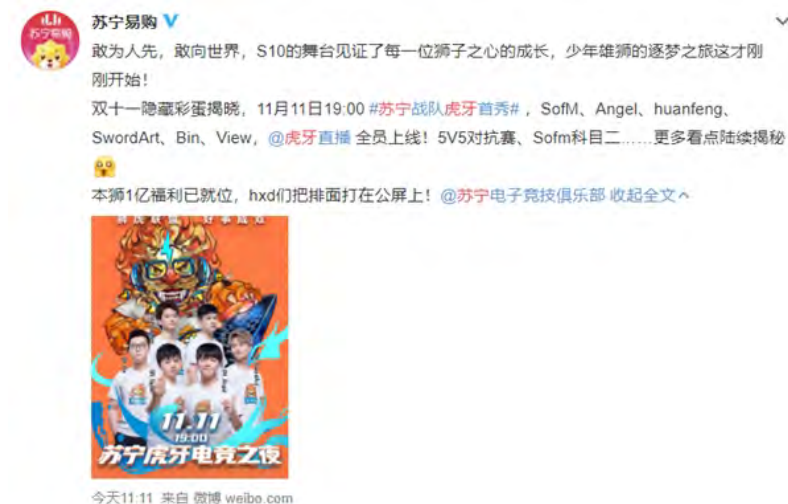 苏宁易购
苏宁易购
敢为人先，敢向世界，S10的舞台见证了每一位狮子之心的成长，少年雄狮的逐梦之旅这才刚
刚开始！
双十一隐藏彩蛋揭晓，11月11日19:00 #苏宁战队虎牙首秀# ，SofM、Angel、huanfeng、
SwordArt、Bin、View，@虎牙直播 全员上线！5V5对抗赛、Sofm科目二……更多看点陆续揭秘
本狮1亿福利已就位，hxd们把排面打在公屏上！@苏宁电子竞技俱乐部 收起全文
11.11
19:00
苏宁虎牙电竞之夜
今天11:11 来自 微博 weibo.com